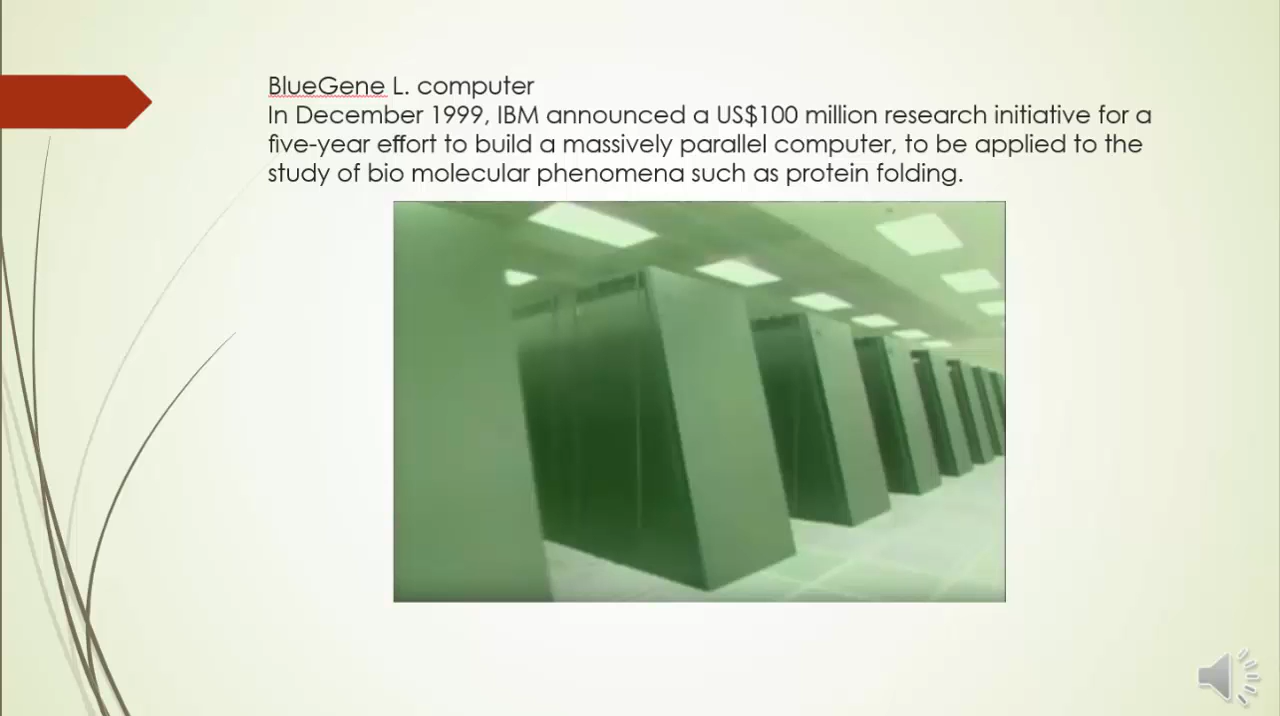 BlueGene L. computer
In December 1999, IBM announced a US$100 million research initiative for a
five-year effort to build a massively parallel computer, to be applied to the
study of bio molecular phenomena such as protein folding.